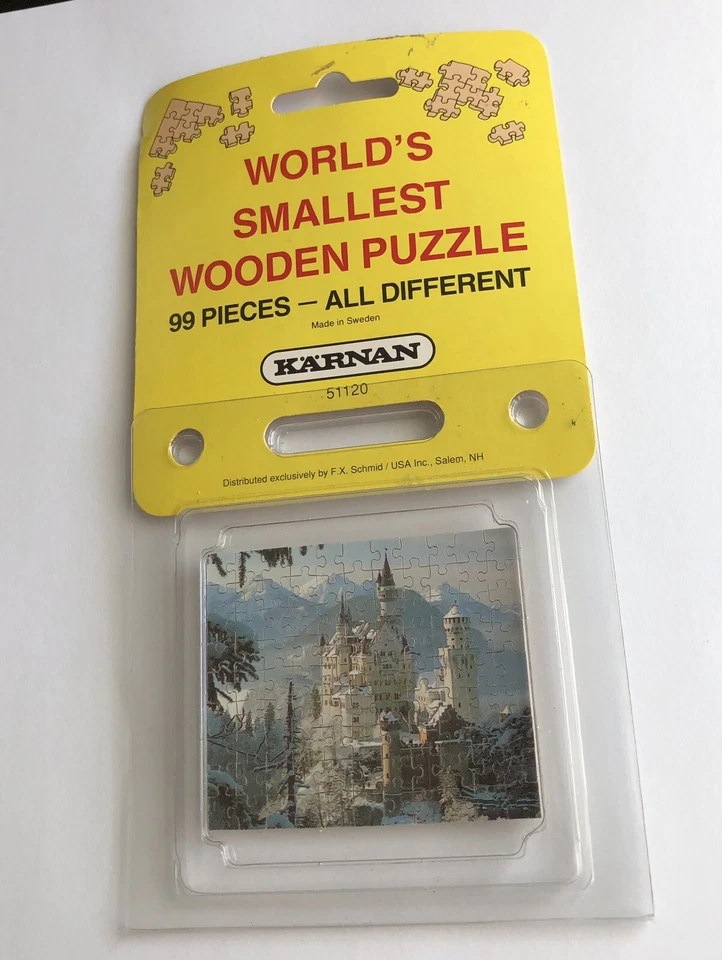 WORLD'S
SMALLEST
WOODEN PUZZLE
99 PIECES — ALL DIFFERENT
Made in Sweden
KÄRNAN
51120
Distributed exclusively by F.X. Schmid / USA Inc., Salem, NH